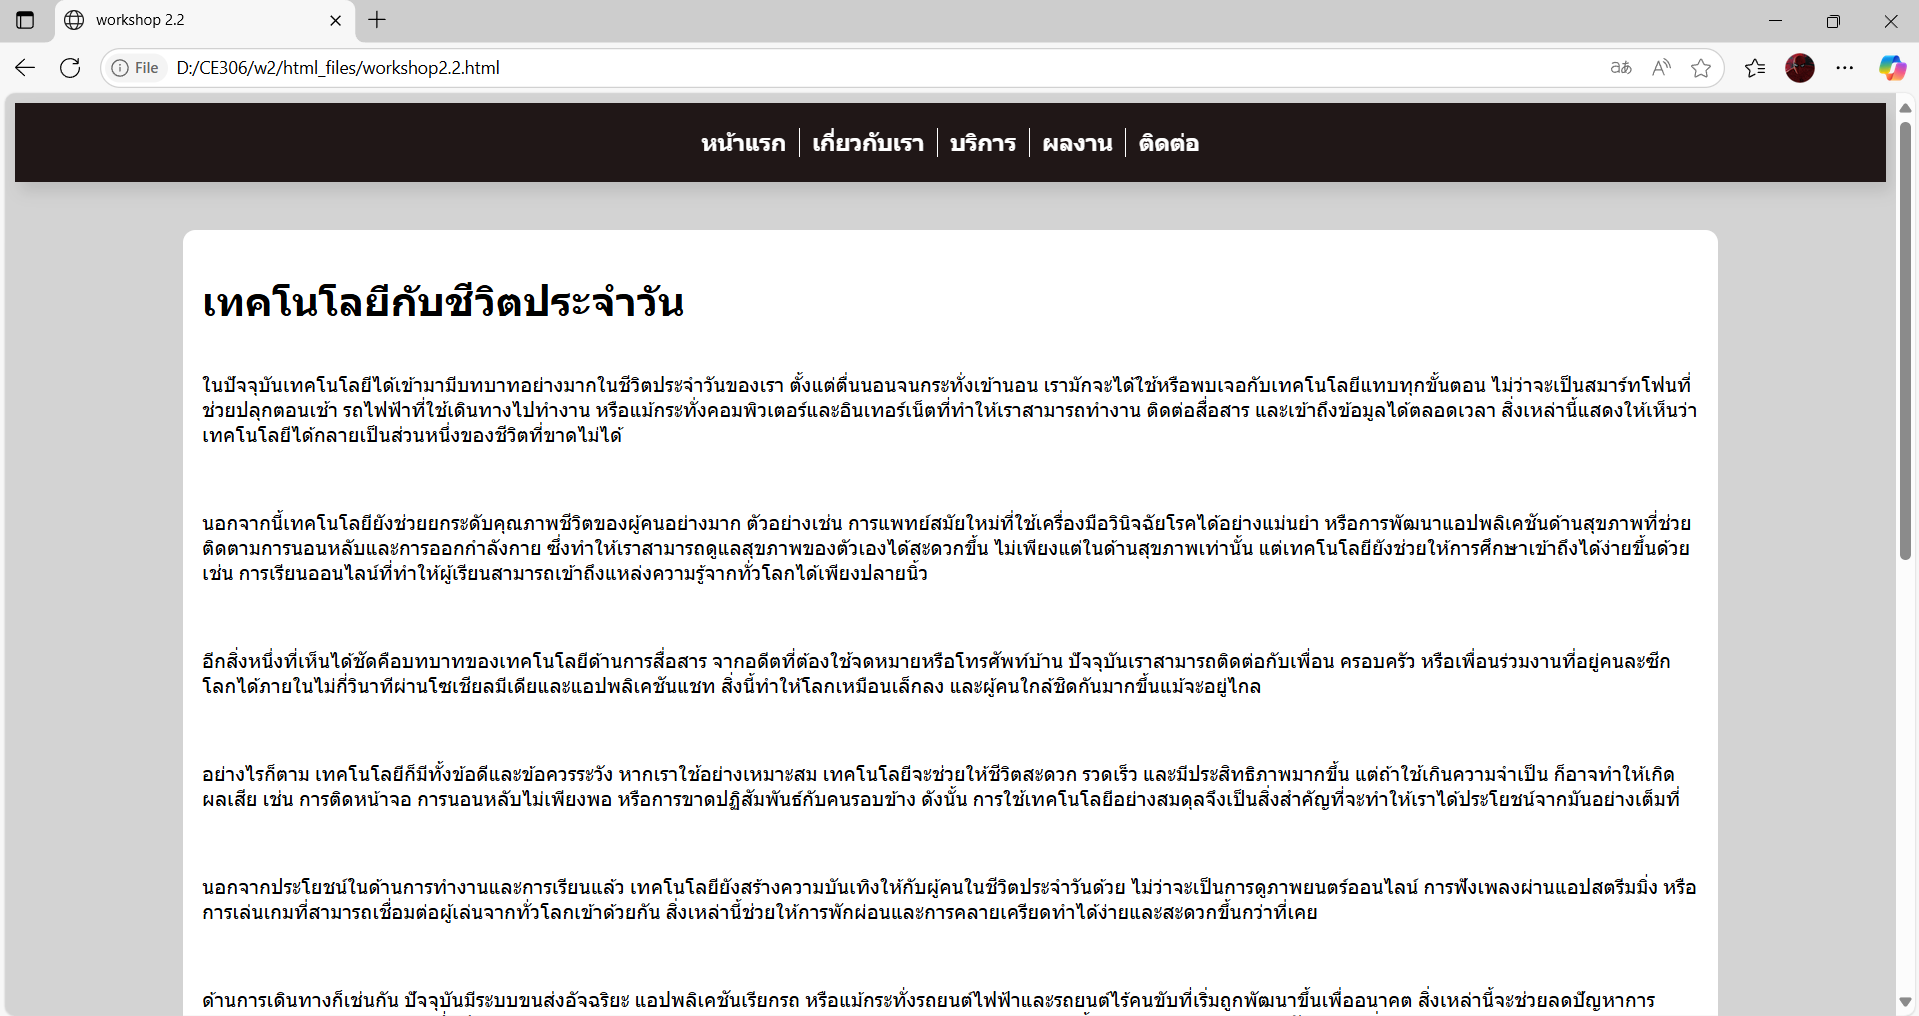 workshop 2.2
File
D:/CE306/w2/html_files/workshop2.2.html
หน้าแรก
เกี่ยวกับเรา
บริการ
ผลงาน
ติดต่อ
เทคโนโลยีกับชีวิตประจำวัน
ในปัจจุบันเทคโนโลยีได้เข้ามามีบทบาทอย่างมากในชีวิตประจำวันของเรา ตั้งแต่ตื่นนอนจนกระทั่งเข้านอน เรามักจะได้ใช้หรือพบเจอกับเทคโนโลยีแทบทุกขั้นตอน ไม่ว่าจะเป็นสมาร์ทโฟนที่
ช่วยปลุกตอนเช้า รถไฟฟ้าที่ใช้เดินทางไปทำงาน หรือแม้กระทั่งคอมพิวเตอร์และอินเทอร์เน็ตที่ทำให้เราสามารถทำงาน ติดต่อสื่อสาร และเข้าถึงข้อมูลได้ตลอดเวลา สิ่งเหล่านี้แสดงให้เห็นว่า
เทคโนโลยีได้กลายเป็นส่วนหนึ่งของชีวิตที่ขาดไม่ได้
นอกจากนี้เทคโนโลยียังช่วยยกระดับคุณภาพชีวิตของผู้คนอย่างมาก ตัวอย่างเช่น การแพทย์สมัยใหม่ที่ใช้เครื่องมือวินิจฉัยโรคได้อย่างแม่นยำ หรือการพัฒนาแอปพลิเคชันด้านสุขภาพที่ช่วย
ติดตามการนอนหลับและการออกกำลังกาย ซึ่งทำให้เราสามารถดูแลสุขภาพของตัวเองได้สะดวกขึ้น ไม่เพียงแต่ในด้านสุขภาพเท่านั้น แต่เทคโนโลยียังช่วยให้การศึกษาเข้าถึงได้ง่ายขึ้นด้วย
เช่น การเรียนออนไลน์ที่ทำให้ผู้เรียนสามารถเข้าถึงแหล่งความรู้จากทั่วโลกได้เพียงปลายนิ้ว
อีกสิ่งหนึ่งที่เห็นได้ชัดคือบทบาทของเทคโนโลยีด้านการสื่อสาร จากอดีตที่ต้องใช้จดหมายหรือโทรศัพท์บ้าน ปัจจุบันเราสามารถติดต่อกับเพื่อน ครอบครัว หรือเพื่อนร่วมงานที่อยู่คนละซีก
โลกได้ภายในไม่กี่วินาทีผ่านโซเชียลมีเดียและแอปพลิเคชันแชท สิ่งนี้ทำให้โลกเหมือนเล็กลง และผู้คนใกล้ชิดกันมากขึ้นแม้จะอยู่ไกล
อย่างไรก็ตาม เทคโนโลยีก็มีทั้งข้อดีและข้อควรระวัง หากเราใช้อย่างเหมาะสม เทคโนโลยีจะช่วยให้ชีวิตสะดวก รวดเร็ว และมีประสิทธิภาพมากขึ้น แต่ถ้าใช้เกินความจำเป็น ก็อาจทำให้เกิด
ผลเสีย เช่น การติดหน้าจอ การนอนหลับไม่เพียงพอ หรือการขาดปฏิสัมพันธ์กับคนรอบข้าง ดังนั้น การใช้เทคโนโลยีอย่างสมดุลจึงเป็นสิ่งสำคัญที่จะทำให้เราได้ประโยชน์จากมันอย่างเต็มที่
นอกจากประโยชน์ในด้านการทำงานและการเรียนแล้ว เทคโนโลยียังสร้างความบันเทิงให้กับผู้คนในชีวิตประจำวันด้วย ไม่ว่าจะเป็นการดูภาพยนตร์ออนไลน์ การฟังเพลงผ่านแอปสตรีมมิ่ง หรือ
การเล่นเกมที่สามารถเชื่อมต่อผู้เล่นจากทั่วโลกเข้าด้วยกัน สิ่งเหล่านี้ช่วยให้การพักผ่อนและการคลายเครียดทำได้ง่ายและสะดวกขึ้นกว่าที่เคย
ด้านการเดินทางก็เช่นกัน ปัจจุบันมีระบบขนส่งอัจฉริยะ แอปพลิเคชันเรียกรถ หรือแม้กระทั่งรถยนต์ไฟฟ้าและรถยนต์ไร้คนขับที่เริ่มถูกพัฒนาขึ้นเพื่ออนาคต สิ่งเหล่านี้จะช่วยลดปัญหาการ